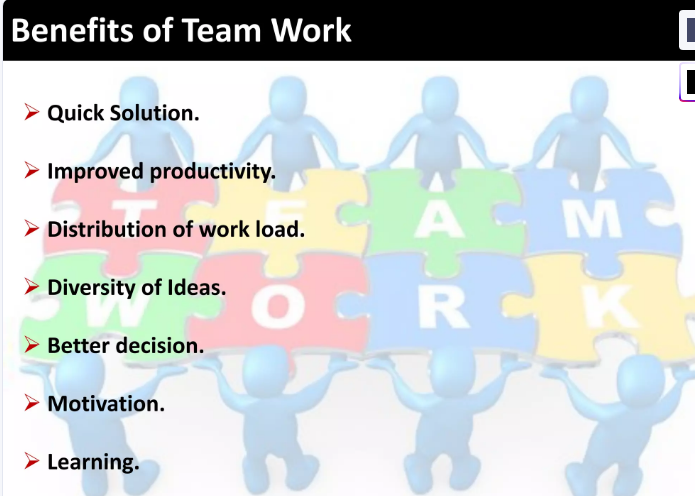 Benefits of Team Work
➢ Quick Solution.
➢ Improved productivity.
➢ Distribution of work load.
➢ Diversity of Ideas.
➢ Better decision.
➢ Motivation.
➢ Learning.
T E A M
W O R K